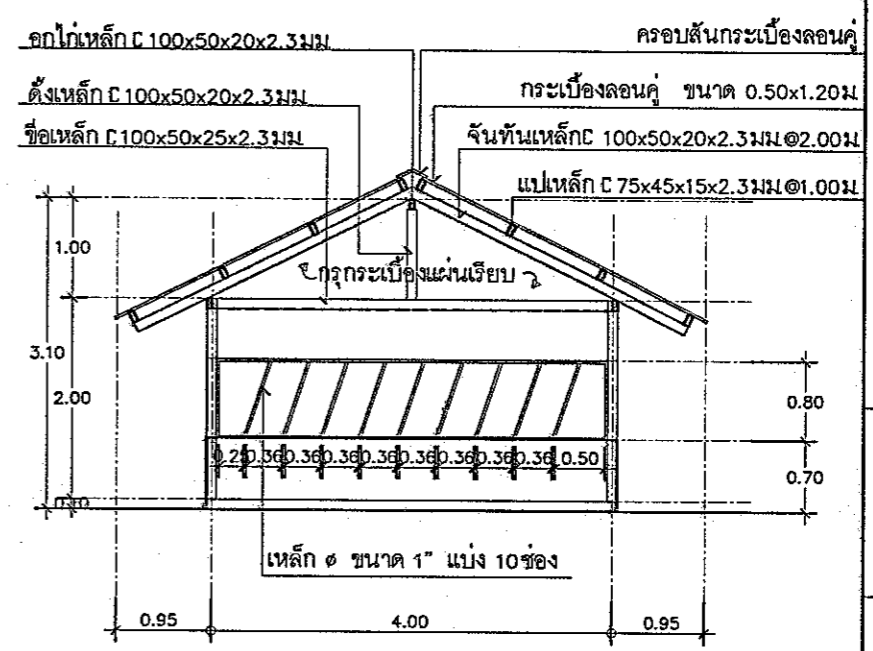 อกไก่เหล็ก C 100x50x20x2.3มม.
ครอบสันกระเบื้องลอนคู่
ดั้งเหล็ก C 100x50x20x2.3มม.
กระเบื้องลอนคู่ ขนาด 0.50x1.20ม.
ขื่อเหล็ก C 100x50x25x2.3มม.
จันทันเหล็กC 100x50x20x2.3มม.@2.00ม.
แปเหล็ก C 75x45x15x2.3มม.@1.00ม.
1.00
กรุกระเบื้องแผ่นเรียบ
3.10
2.00
0.80
0.25 0.36 0.36 0.36 0.36 0.36 0.36 0.36 0.36 0.50
0.70
0.10
เหล็ก ø ขนาด 1" แบ่ง 10ช่อง
0.95 4.00 0.95